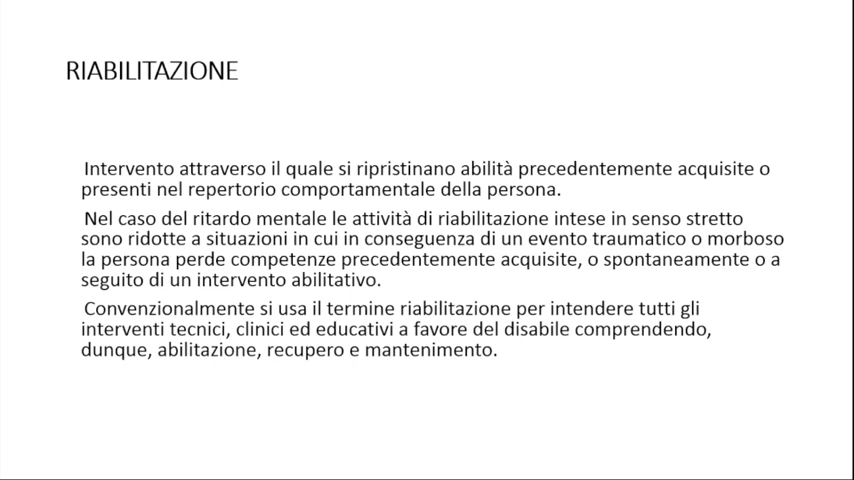 RIABILITAZIONE
Intervento attraverso il quale si ripristinano abilità precedentemente acquisite o
presenti nel repertorio comportamentale della persona.
Nel caso del ritardo mentale le attività di riabilitazione intese in senso stretto
sono ridotte a situazioni in cui in conseguenza di un evento traumatico o morboso
la persona perde competenze precedentemente acquisite, o spontaneamente o a
seguito di un intervento abilitativo.
Convenzionalmente si usa il termine riabilitazione per intendere tutti gli
interventi tecnici, clinici ed educativi a favore del disabile comprendendo,
dunque, abilitazione, recupero e mantenimento.